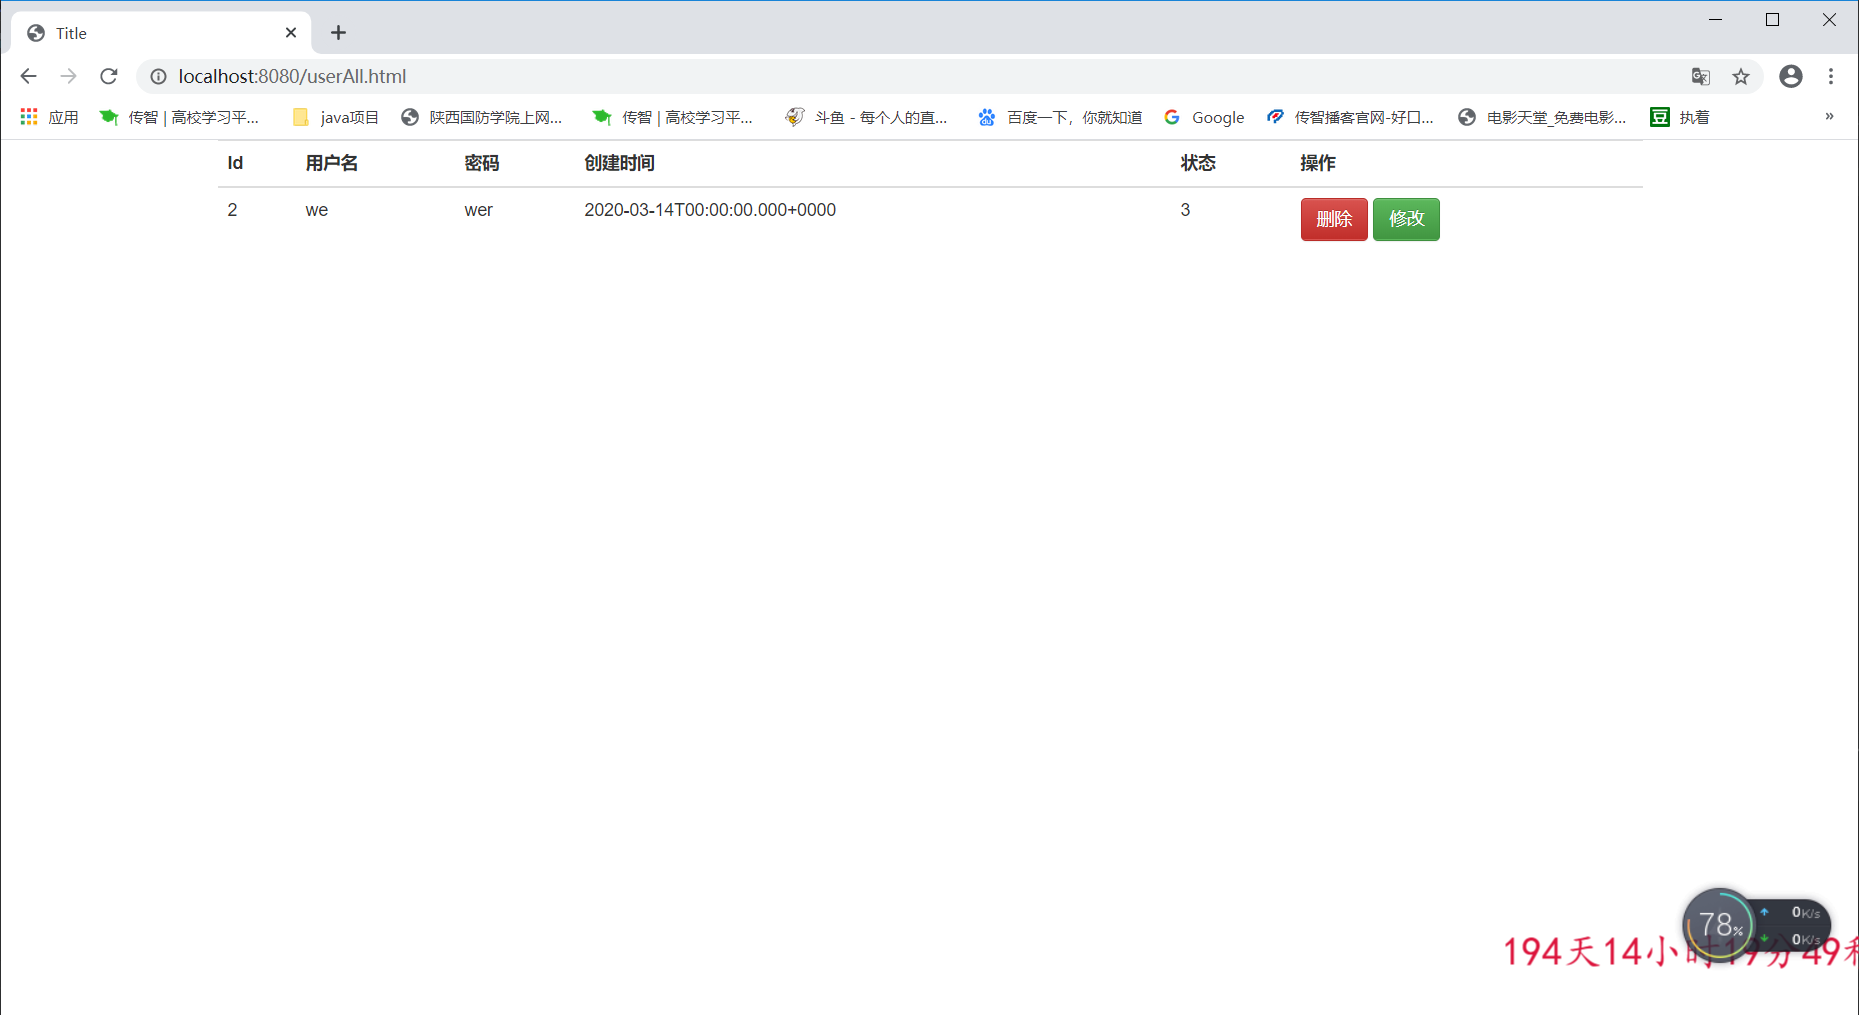 Title
localhost:8080/userAll.html
应用 传智 | 高校学习平... java项目 陕西国防学院上网... 传智 | 高校学习平... 斗鱼 - 每个人的直... 百度一下，你就知道 Google 传智播客官网-好口... 电影天堂_免费电影... 执着 »
Id 用户名 密码 创建时间 状态 操作
2 we wer 2020-03-14T00:00:00.000+0000 3 删除 修改
78% 0K/s
0K/s
194天14小时19分49秒